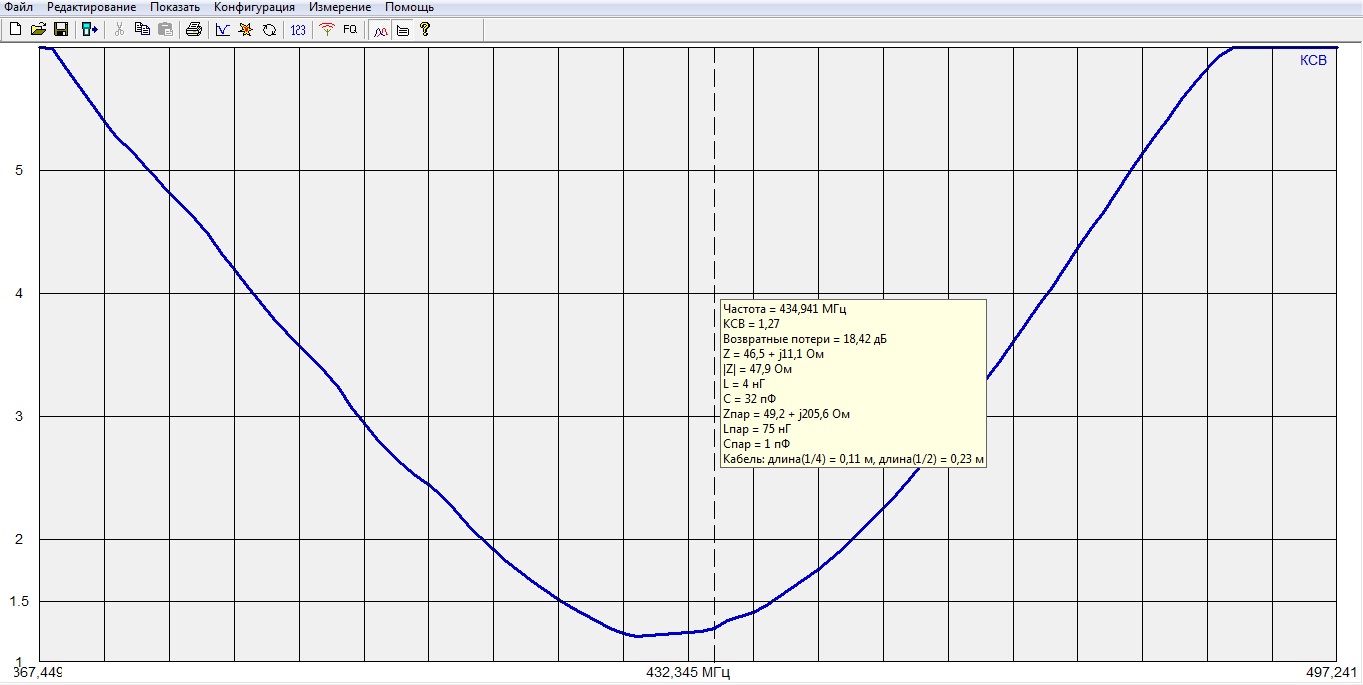 Файл Редактирование Показать Конфигурация Измерение Помощь
123 FQ
КСВ
5
4
3
2
1.5
1
Частота = 434,941 МГц
КСВ = 1,27
Возвратные потери = 18,42 дБ
Z = 46,5 + j11,1 Ом
|Z| = 47,9 Ом
L = 4 нГ
C = 32 пФ
Zпар = 49,2 + j205,6 Ом
Lпар = 75 нГ
Cпар = 1 пФ
Кабель: длина(1/4) = 0,11 м, длина(1/2) = 0,23 м
367,449 432,345 МГц 497,241